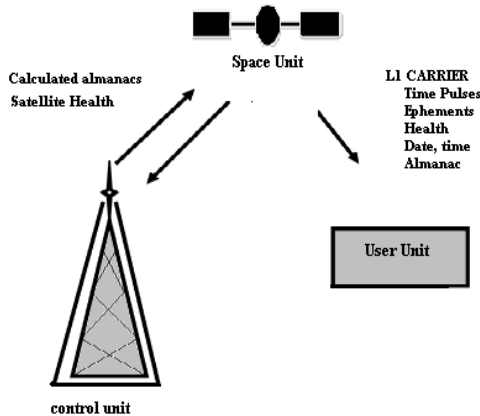 Space Unit
Calculated almanacs
Satellite Health
L1 CARRIER
Time Pulses
Ephements
Health
Date, time
Almanac
User Unit
control unit